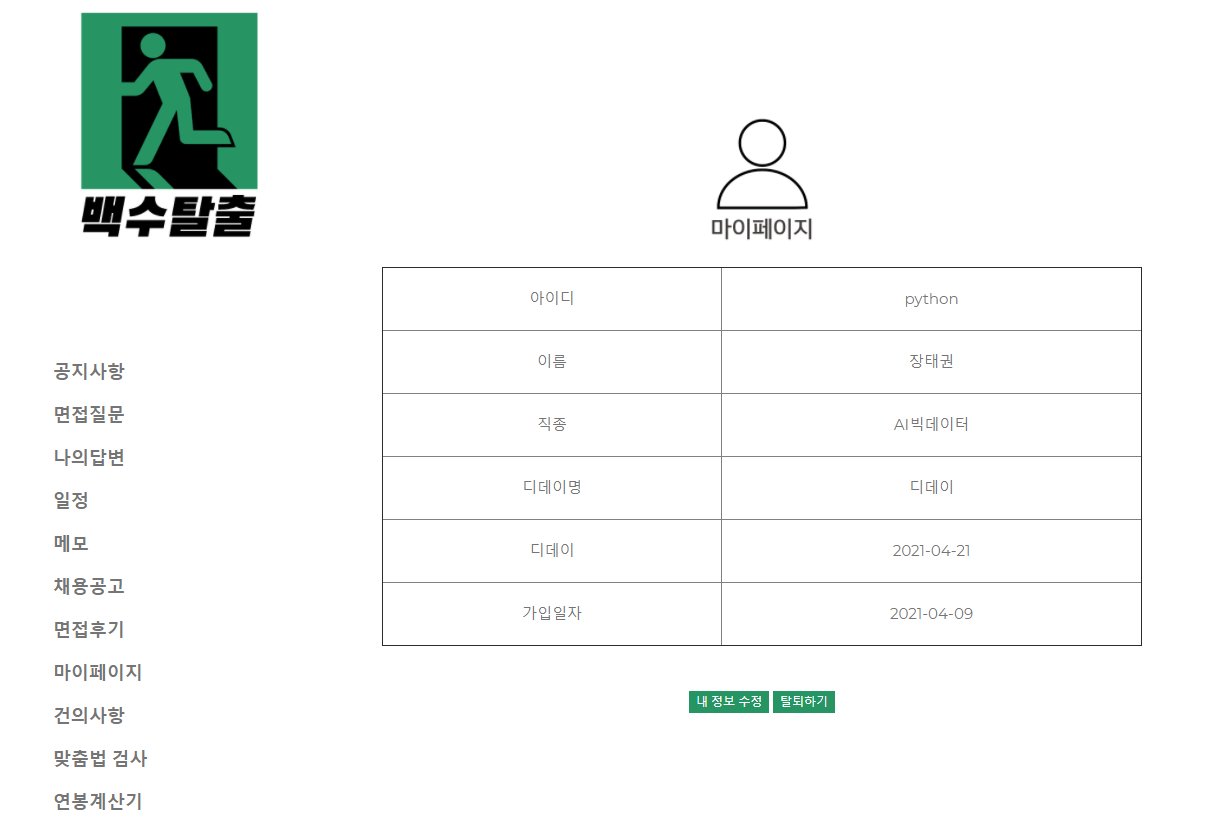 백수탈출
공지사항
면접질문
나의답변
일정
메모
채용공고
면접후기
마이페이지
건의사항
맞춤법 검사
연봉계산기
마이페이지
아이디 python
이름 장태권
직종 AI빅데이터
디데이명 디데이
디데이 2021-04-21
가입일자 2021-04-09
내 정보 수정 탈퇴하기